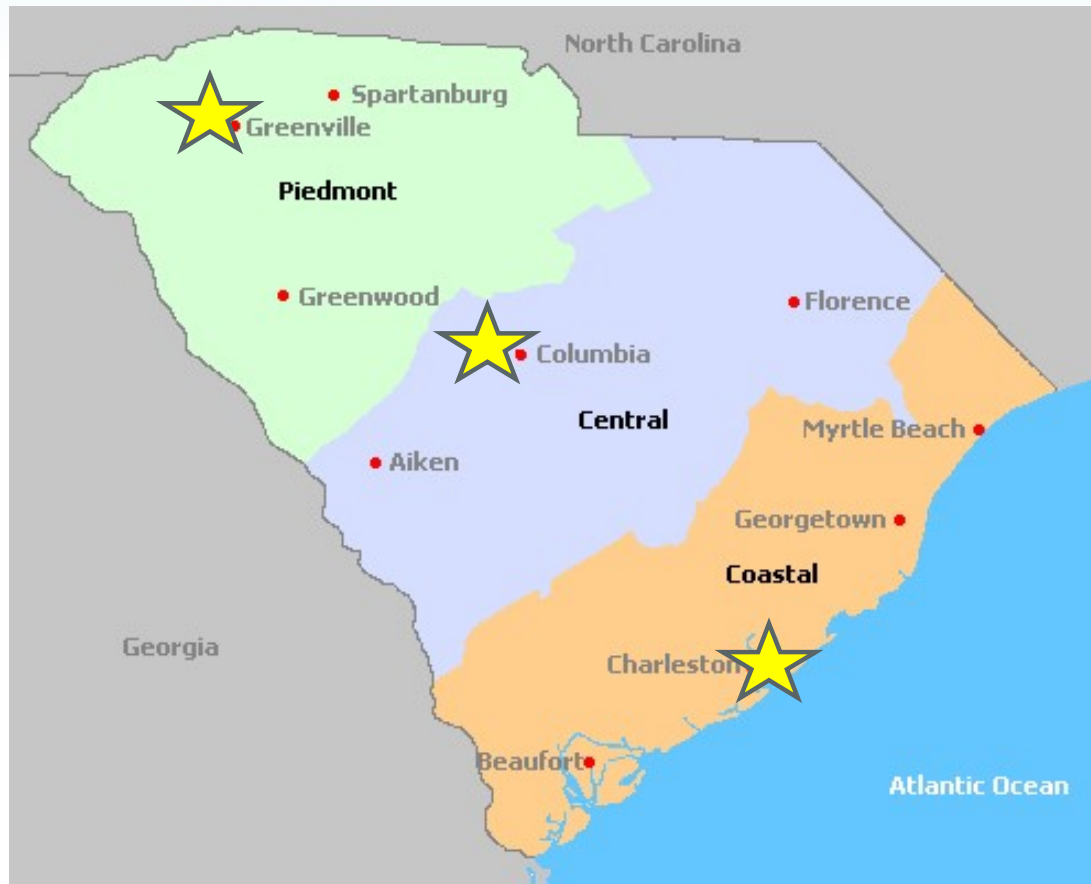 North Carolina
Spartanburg
Greenville
Piedmont
Greenwood
Florence
Columbia
Central
Myrtle Beach
Aiken
Georgetown
Coastal
Georgia
Charleston
Beaufort
Atlantic Ocean